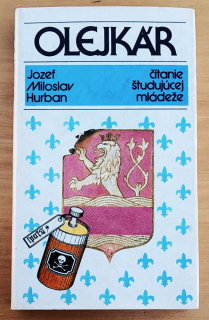 OLEJKÁR
Jozef
Miloslav
Hurban
čítanie
študujúcej
mládeže